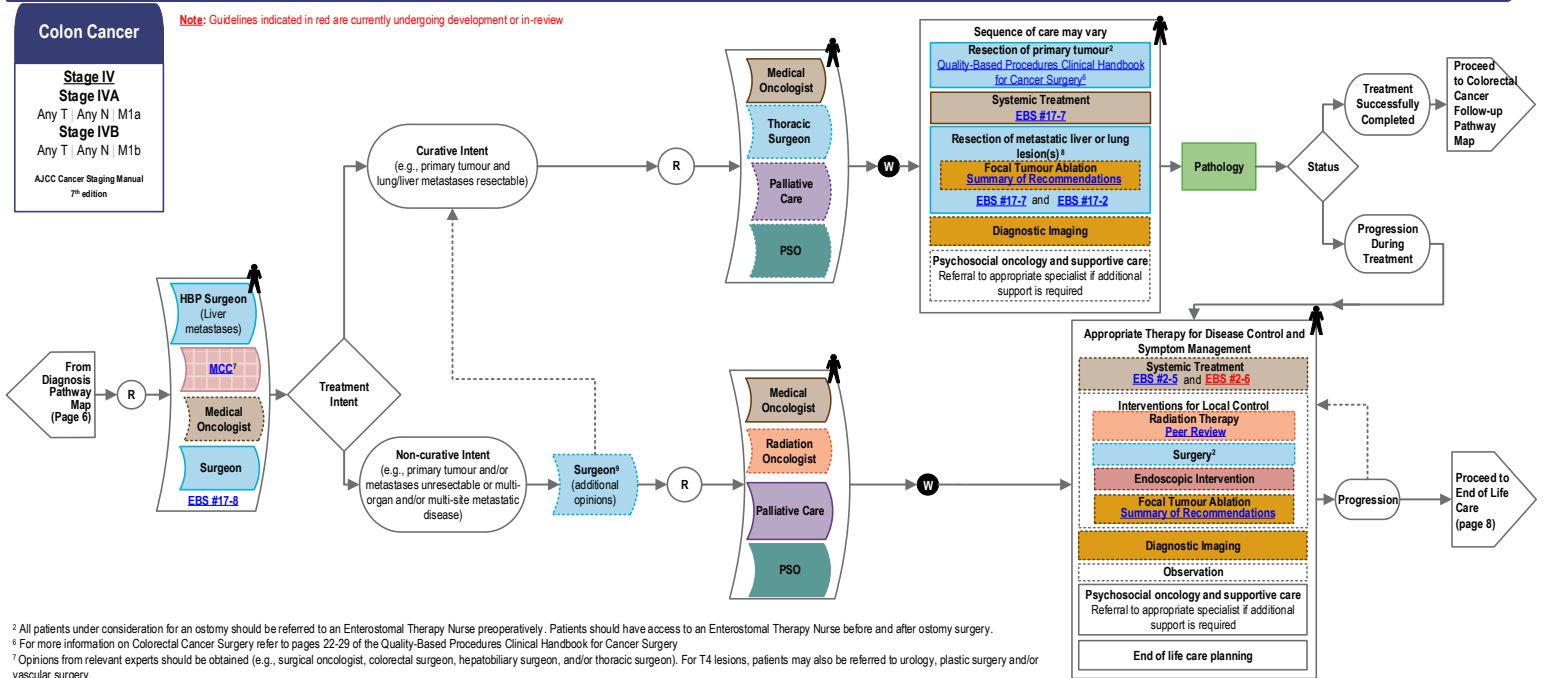 Colon Cancer
Note: Guidelines indicated in red are currently undergoing development or in-review
Stage IV
Stage IVA
Any T | Any N | M1a
Stage IVB
Any T | Any N | M1b
AJCC Cancer Staging Manual
7th edition
From
Diagnosis
Pathway
Map
(Page 6)
R
HBP Surgeon
(Liver
metastases)
MCC7
Medical
Oncologist
Surgeon
EBS #17-8
Treatment
Intent
Curative Intent
(e.g., primary tumour and
lung/liver metastases resectable)
R
Medical
Oncologist
Thoracic
Surgeon
Palliative
Care
PSO
W
Sequence of care may vary
Resection of primary tumour2
Quality-Based Procedures Clinical Handbook
for Cancer Surgery6
Systemic Treatment
EBS #17-7
Resection of metastatic liver or lung
lesion(s) 8
Focal Tumour Ablation
Summary of Recommendations
EBS #17-7 and EBS #17-2
Diagnostic Imaging
Psychosocial oncology and supportive care
Referral to appropriate specialist if additional
support is required
Pathology
Status
Treatment
Successfully
Completed
Proceed
to Colorectal
Cancer
Follow-up
Pathway
Map
Progression
During
Treatment
Non-curative Intent
(e.g., primary tumour and/or
metastases unresectable or multi-
organ and/or multi-site metastatic
disease)
Surgeon9
(additional
opinions)
R
Medical
Oncologist
Radiation
Oncologist
Palliative Care
PSO
W
Appropriate Therapy for Disease Control and
Symptom Management
Systemic Treatment
EBS #2-5 and EBS #2-6
Interventions for Local Control
Radiation Therapy
Peer Review
Surgery2
Endoscopic Intervention
Focal Tumour Ablation
Summary of Recommendations
Diagnostic Imaging
Observation
Psychosocial oncology and supportive care
Referral to appropriate specialist if additional
support is required
End of life care planning
Progression
Proceed to
End of Life
Care
(page 8)
2 All patients under consideration for an ostomy should be referred to an Enterostomal Therapy Nurse preoperatively. Patients should have access to an Enterostomal Therapy Nurse before and after ostomy surgery.
6 For more information on Colorectal Cancer Surgery refer to pages 22-29 of the Quality-Based Procedures Clinical Handbook for Cancer Surgery
7 Opinions from relevant experts should be obtained (e.g., surgical oncologist, colorectal surgeon, hepatobiliary surgeon, and/or thoracic surgeon). For T4 lesions, patients may also be referred to urology, plastic surgery and/or
vascular surgery.